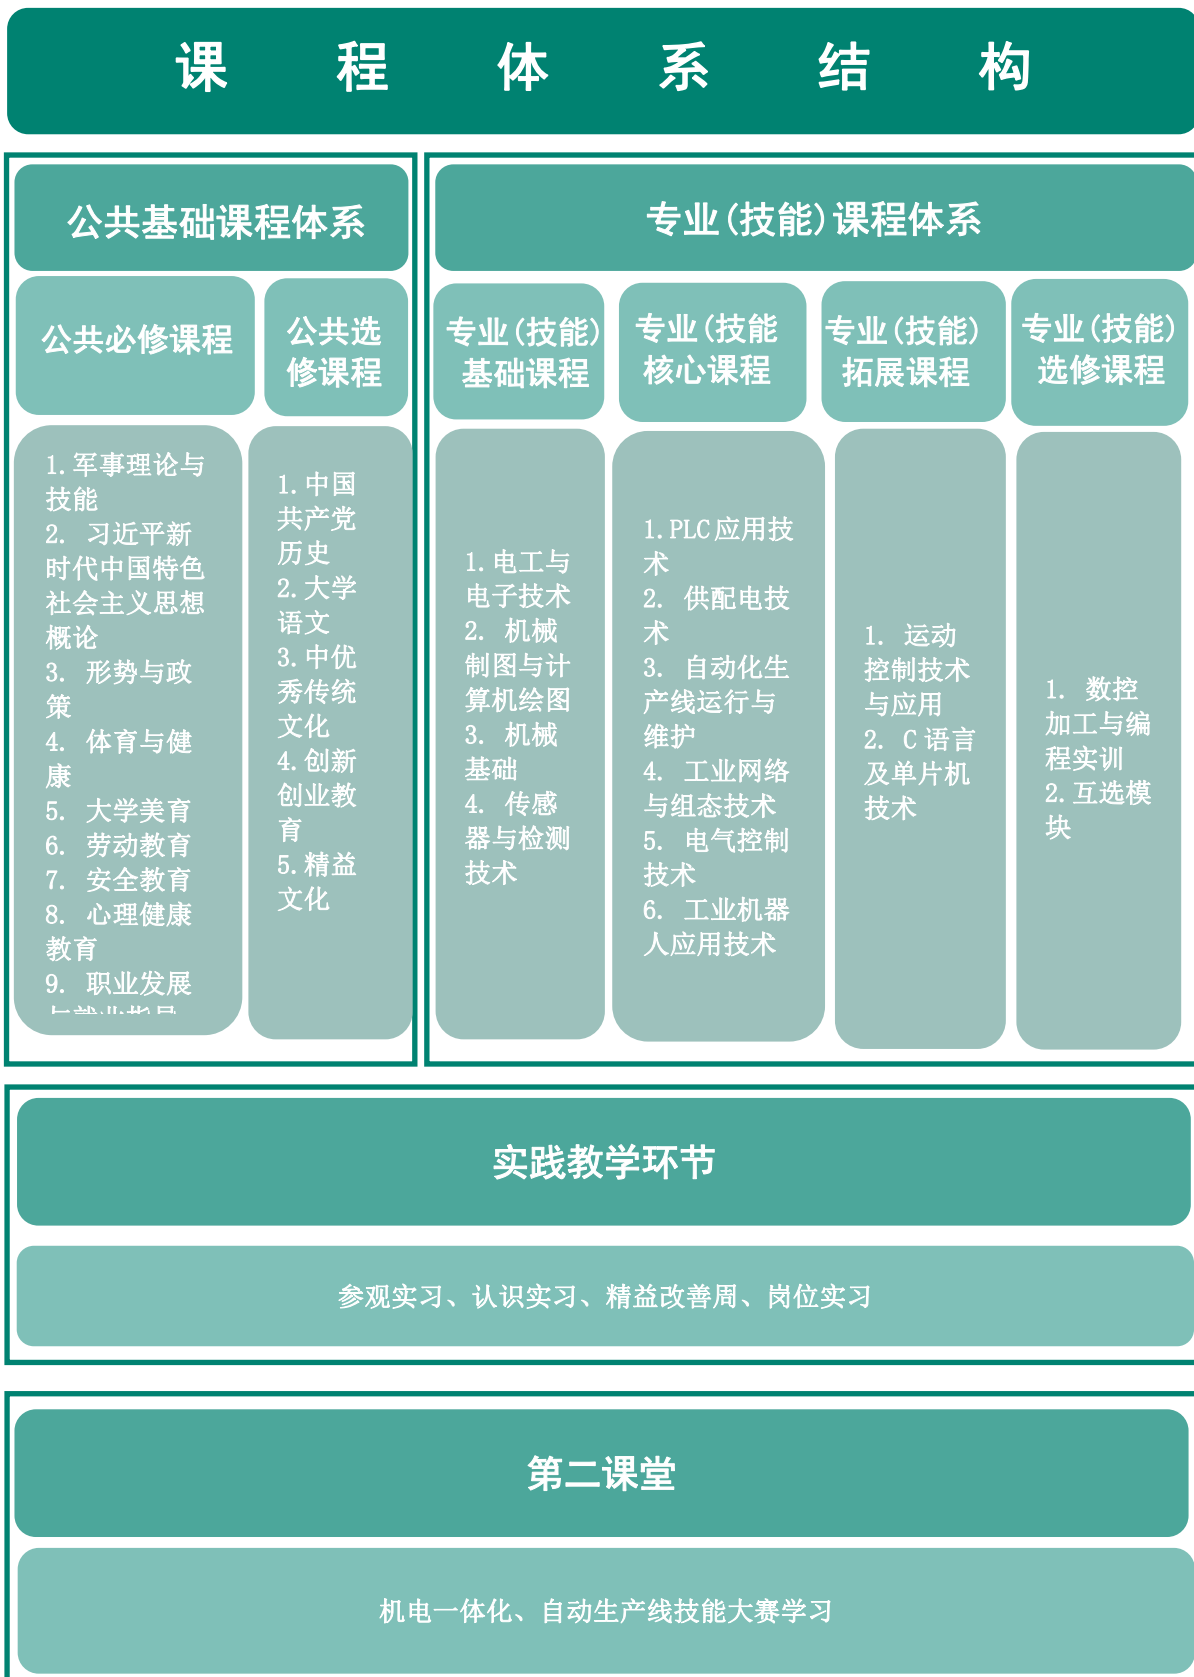 课程体系结构
公共基础课程体系
公共必修课程
公共选
修课程
1.军事理论与
技能
2. 习近平新
时代中国特色
社会主义思想
概论
3. 形势与政
策
4. 体育与健
康
5. 大学美育
6. 劳动教育
7. 安全教育
8. 心理健康
教育
9. 职业发展
与就业指导
1.中国
共产党
历史
2.大学
语文
3.中优
秀传统
文化
4.创新
创业教
育
5.精益
文化
专业(技能)课程体系
专业(技能)
基础课程
专业(技能
核心课程
专业(技能)
拓展课程
专业(技能)
选修课程
1.电工与
电子技术
2. 机械
制图与计
算机绘图
3. 机械
基础
4. 传感
器与检测
技术
1.PLC应用技
术
2. 供配电技
术
3. 自动化生
产线运行与
维护
4. 工业网络
与组态技术
5. 电气控制
技术
6. 工业机器
人应用技术
1. 运动
控制技术
与应用
2. C语言
及单片机
技术
1. 数控
加工与编
程实训
2.互选模
块
实践教学环节
参观实习、认识实习、精益改善周、岗位实习
第二课堂
机电一体化、自动生产线技能大赛学习